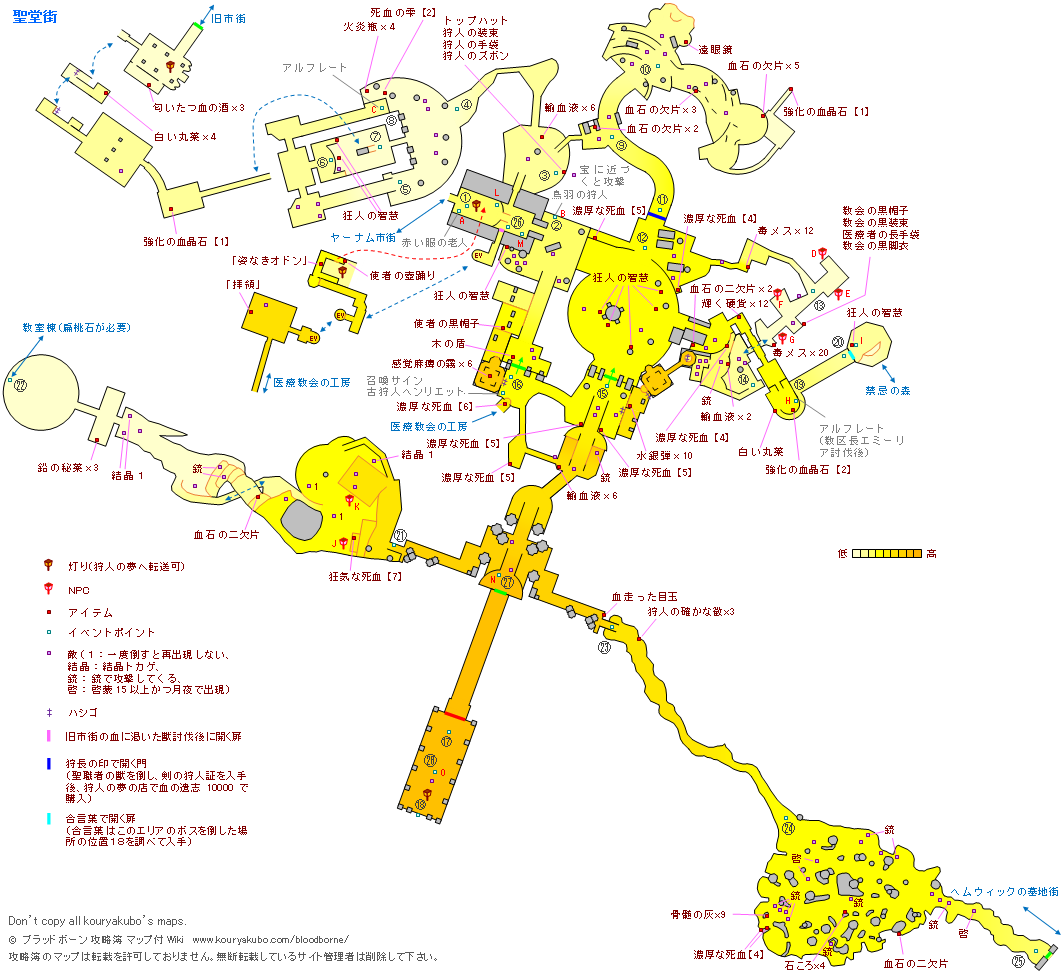 聖堂街
旧市街
死血の雫【2】
火炎瓶×4
トップハット
狩人の装束
狩人の手袋
狩人のズボン
遠眼鏡
血石の欠片×5
アルフレート
匂いたつ血の酒×3
白い丸薬×4
輸血液×6
血石の欠片×3
血石の欠片×2
強化の血晶石【1】
宝に近づ
くと攻撃
烏羽の狩人
狂人の智慧
濃厚な死血【5】
濃厚な死血【4】
教会の黒帽子
教会の黒装束
医療者の長手袋
教会の黒脚衣
毒メス×12
強化の血晶石【1】
ヤーナム市街
赤い眼の老人
「姿なきオドン」
使者の壺踊り
「拝領」
狂人の智慧
狂人の智慧
血石の二欠片×2
輝く硬貨×12
狂人の智慧
使者の黒帽子
木の盾
感覚麻痺の霧×6
毒メス×20
教室棟(扁桃石が必要)
医療教会の工房
召喚サイン
古狩人ヘンリエット
濃厚な死血【6】
医療教会の工房
禁忌の森
銃
輸血液×2
アルフレート
(教区長エミーリ
ア討伐後)
濃厚な死血【5】
濃厚な死血【4】
白い丸薬
強化の血晶石【2】
水銀弾×10
濃厚な死血【5】
濃厚な死血【5】
銃
輸血液×6
鉛の秘薬×3
結晶 1
銃
結晶 1
血石の二欠片
狂気な死血【7】
低
高
灯り(狩人の夢へ転送可)
NPC
アイテム
イベントポイント
敵(1:一度倒すと再出現しない、
結晶:結晶トカゲ、
銃:銃で攻撃してくる、
啓:啓蒙15以上かつ月夜で出現)
ハシゴ
旧市街の血に渇いた獣討伐後に開く扉
狩長の印で開く門
(聖職者の獣を倒し、剣の狩人証を入手
後、狩人の夢の店で血の遺志 10000 で
購入)
合言葉で開く扉
(合言葉はこのエリアのボスを倒した場
所の位置18を調べて入手)
血走った目玉
狩人の確かな徴×3
銃
啓
銃
銃
銃
ヘムウィックの墓地街
骨髄の灰×9
濃厚な死血【4】
石ころ×4
血石の二欠片
銃
啓
Don't copy all kouryakubo's maps.
© ブラッドボーン攻略簿 マップ付Wiki www.kouryakubo.com/bloodborne/
攻略簿のマップは転載を許可しておりません。無断転載しているサイト管理者は削除して下さい。